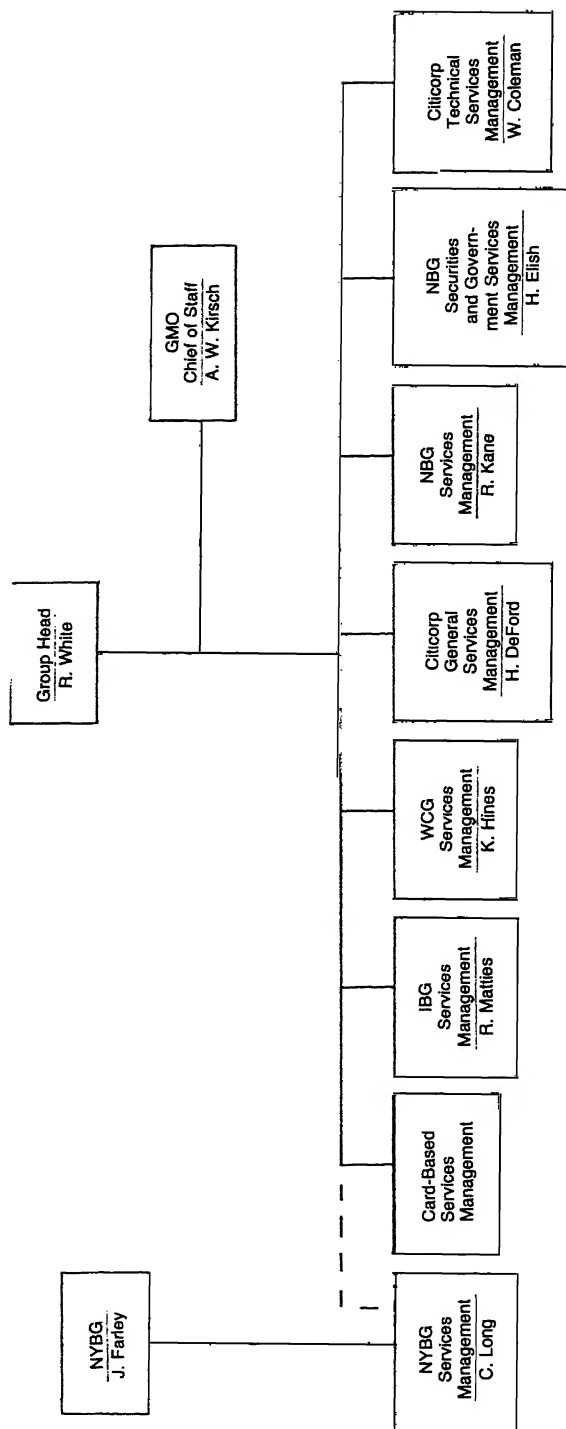 Group Head
R. White
GMO
Chief of Staff
A. W. Kirsch
NYBG
J. Farley
NYBG
Services
Management
C. Long
Card-Based
Services
Management
IBG
Services
Management
R. Matties
WCG
Services
Management
K. Hines
Citicorp
General
Services
Management
H. DeFord
NBG
Services
Management
R. Kane
NBG
Securities
and Govern-
ment Services
Management
H. Elish
Citicorp
Technical
Services
Management
W. Coleman